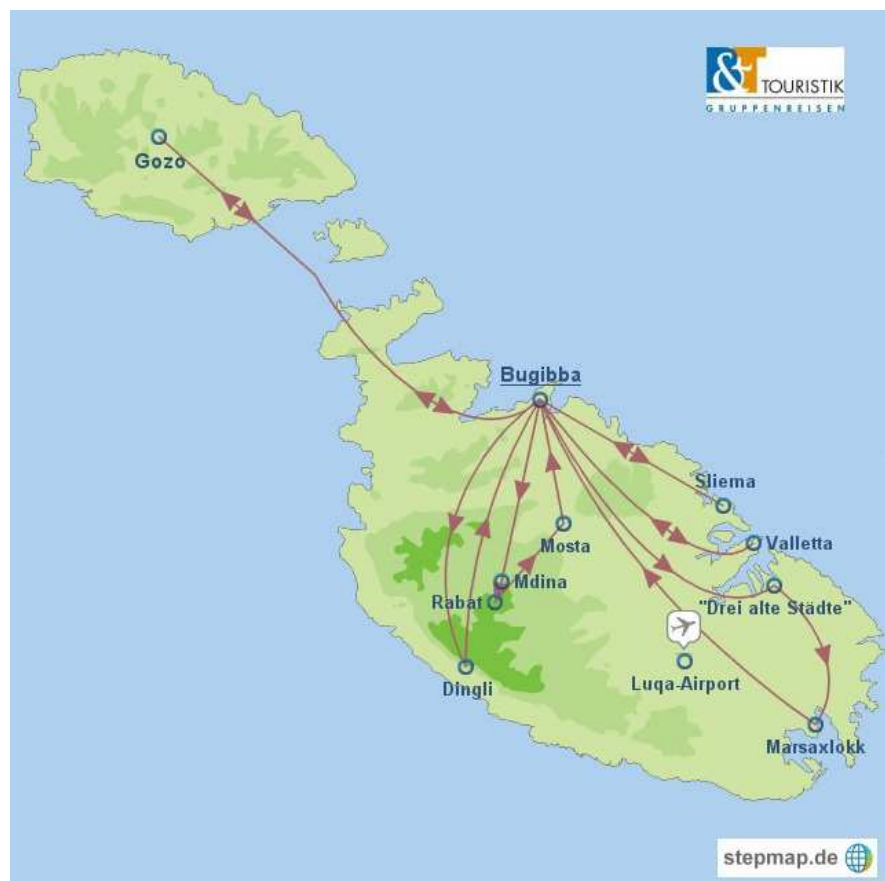 &T TOURISTIK
GRUPPENREISEN
Gozo
Bugibba
Sliema
Valletta
Mosta
Mdina
Rabat
"Drei alte Städte"
Dingli
Luqa-Airport
Marsaxlokk
stepmap.de